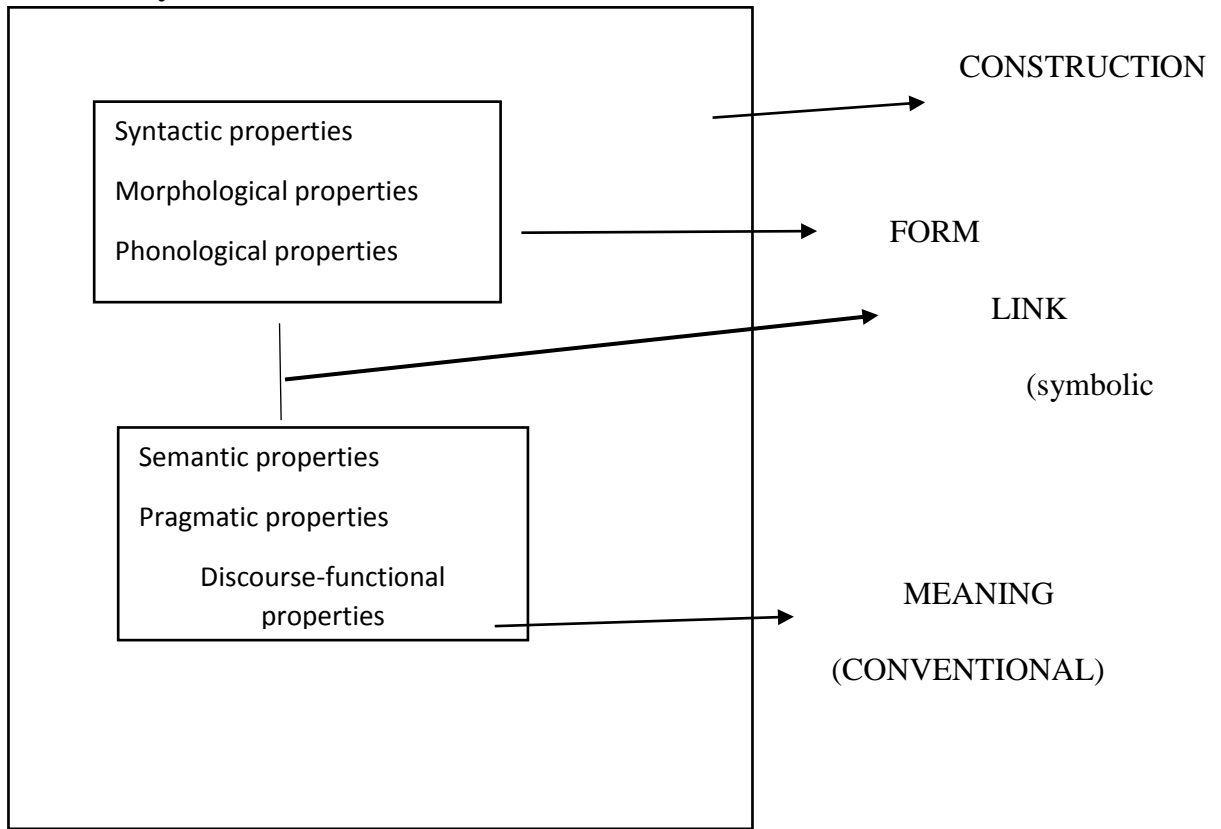 CONSTRUCTION
Syntactic properties
Morphological properties
Phonological properties
FORM
LINK
(symbolic
Semantic properties
Pragmatic properties
Discourse-functional
properties
MEANING
(CONVENTIONAL)